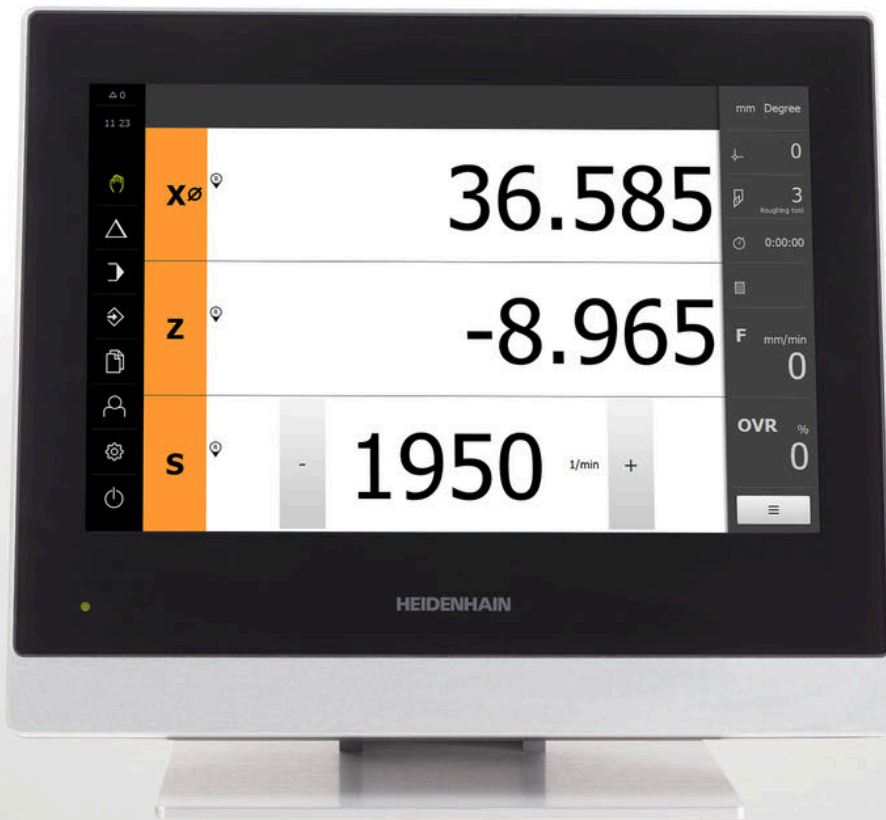 △ 0
11 23
X⌀
R
36.585
Z
R
-8.965
S
R
-
1950
1/min
+
mm Degree
0
3
Roughing tool
0:00:00
F mm/min
0
OVR %
0
HEIDENHAIN